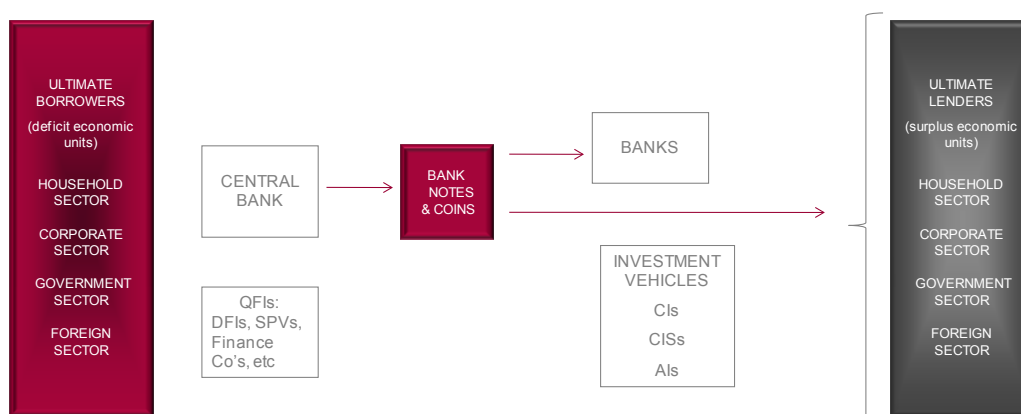 ULTIMATE
BORROWERS
(deficit economic
units)
HOUSEHOLD
SECTOR
CORPORATE
SECTOR
GOVERNMENT
SECTOR
FOREIGN
SECTOR
CENTRAL
BANK
QFIs:
DFIs, SPVs,
Finance
Co's, etc
BANK
NOTES
& COINS
BANKS
INVESTMENT
VEHICLES
CIs
CISs
AIs
ULTIMATE
LENDERS
(surplus economic
units)
HOUSEHOLD
SECTOR
CORPORATE
SECTOR
GOVERNMENT
SECTOR
FOREIGN
SECTOR